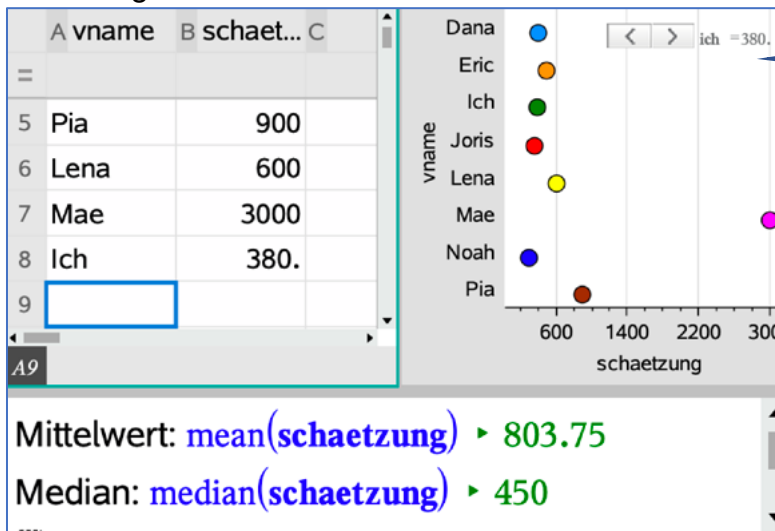 A vname B schaet... C
=
5 Pia 900
6 Lena 600
7 Mae 3000
8 Ich 380.
9
A9
Dana
Eric
Ich
Joris
Lena
Mae
Noah
Pia
vname
ich =380.
600 1400 2200
schaetzung
Mittelwert: mean(schaetzung) ▸ 803.75
Median: median(schaetzung) ▸ 450